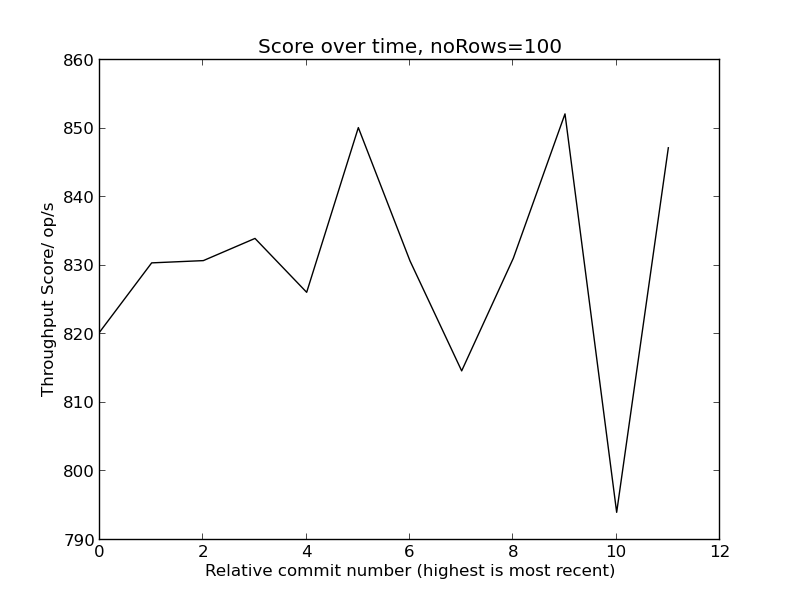 Score over time, noRows=100
860
850
840
830
820
810
800
790
Throughput Score/ op/s
0 2 4 6 8 10 12
Relative commit number (highest is most recent)